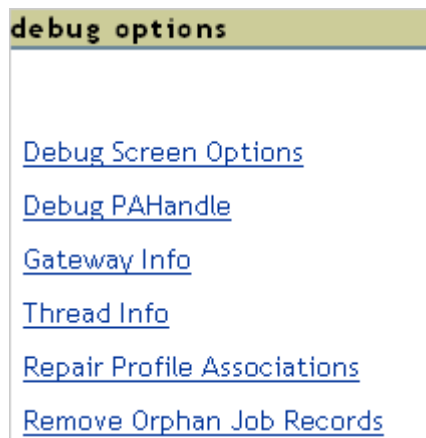 debug options
Debug Screen Options
Debug PAHandle
Gateway Info
Thread Info
Repair Profile Associations
Remove Orphan Job Records